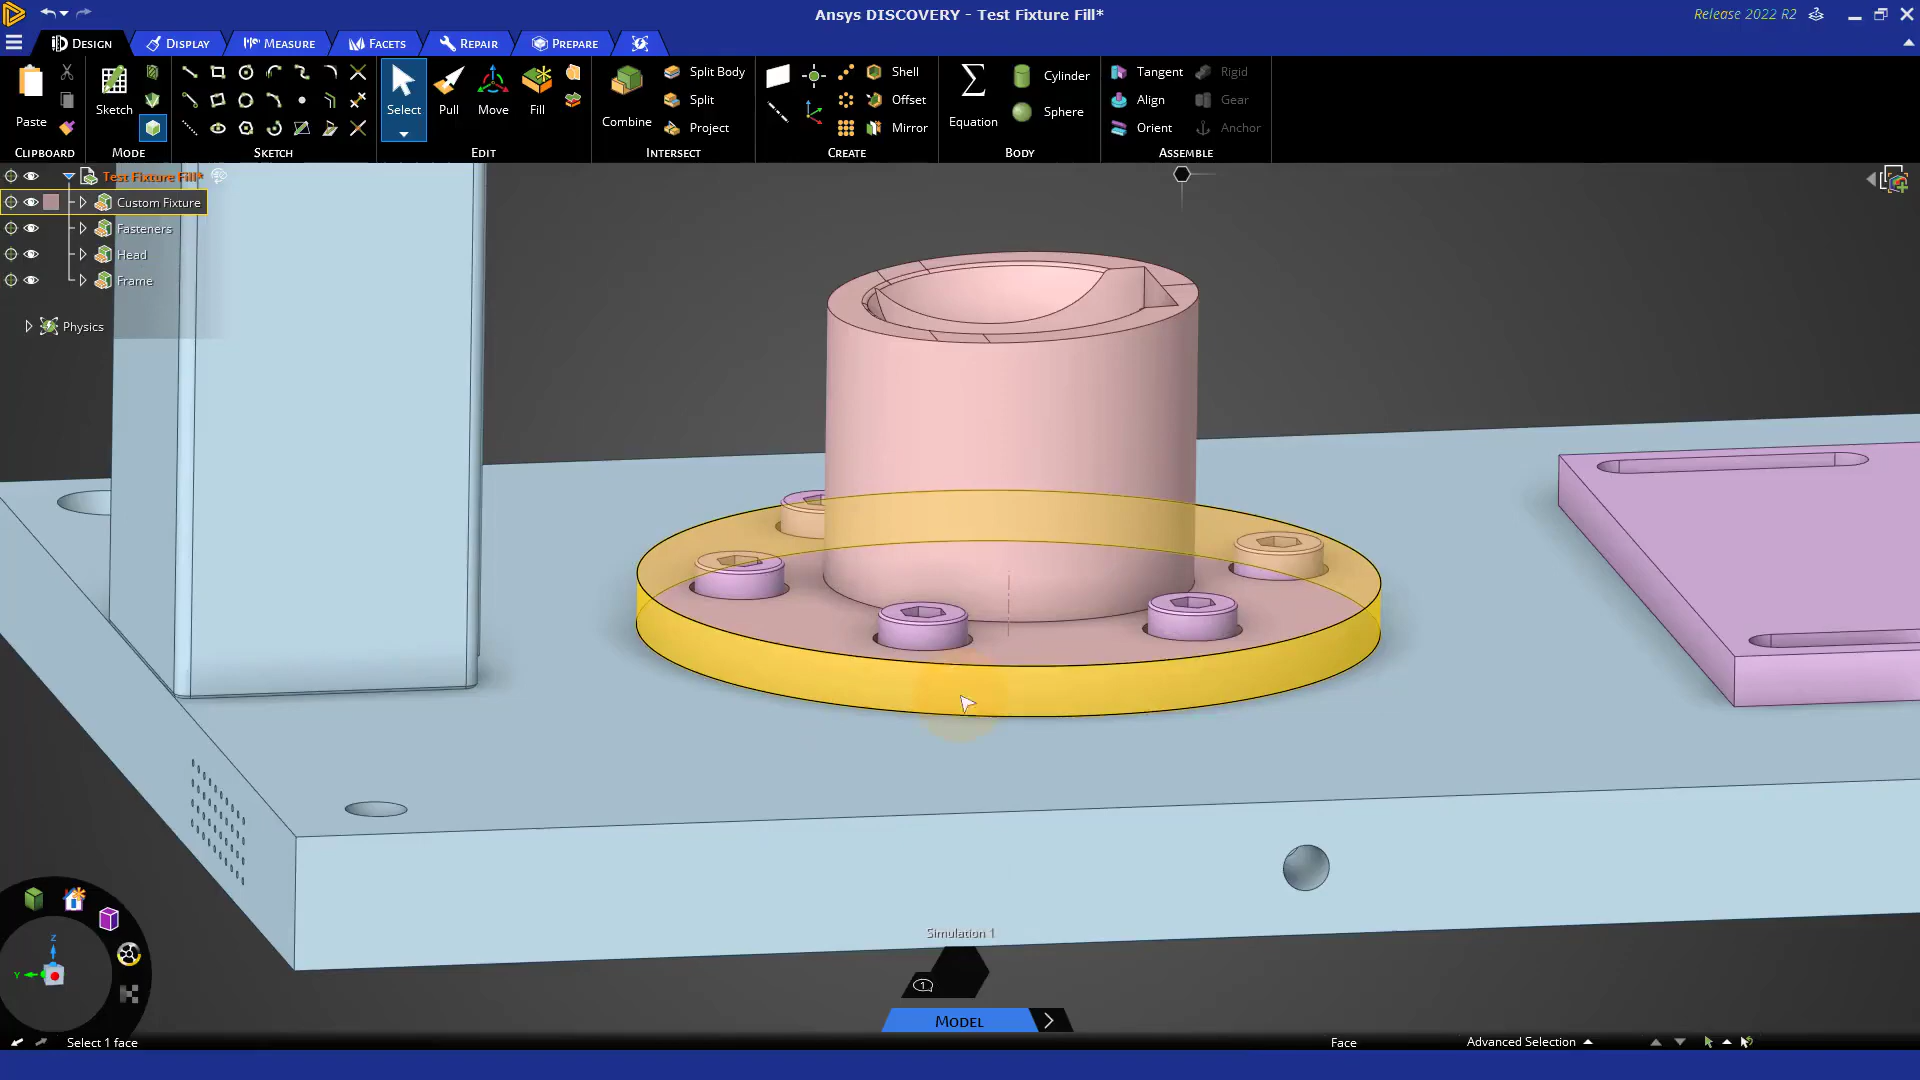 Ansys DISCOVERY - Test Fixture Fill*
Release 2022 R2
DESIGN
DISPLAY
MEASURE
FACETS
REPAIR
PREPARE
Paste
Sketch
Select
Pull
Move
Fill
Combine
Split Body
Split
Project
Shell
Offset
Mirror
Equation
Cylinder
Sphere
Tangent
Align
Orient
Rigid
Gear
Anchor
CLIPBOARD
MODE
SKETCH
EDIT
INTERSECT
CREATE
BODY
ASSEMBLE
Test Fixture Fill*
Custom Fixture
Fasteners
Head
Frame
Physics
Z
Y
Simulation 1
1
MODEL
Select 1 face
Face
Advanced Selection